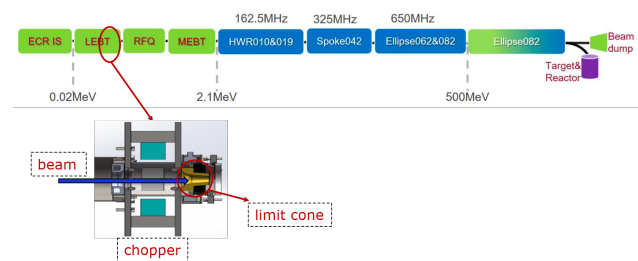 162.5MHz 325MHz 650MHz
ECR IS LEBT RFQ MEBT HWR010&019 Spoke042 Ellipse062&082 Ellipse082
Beam
dump
Target&
Reactor
0.02MeV 2.1MeV 500MeV
beam
limit cone
chopper